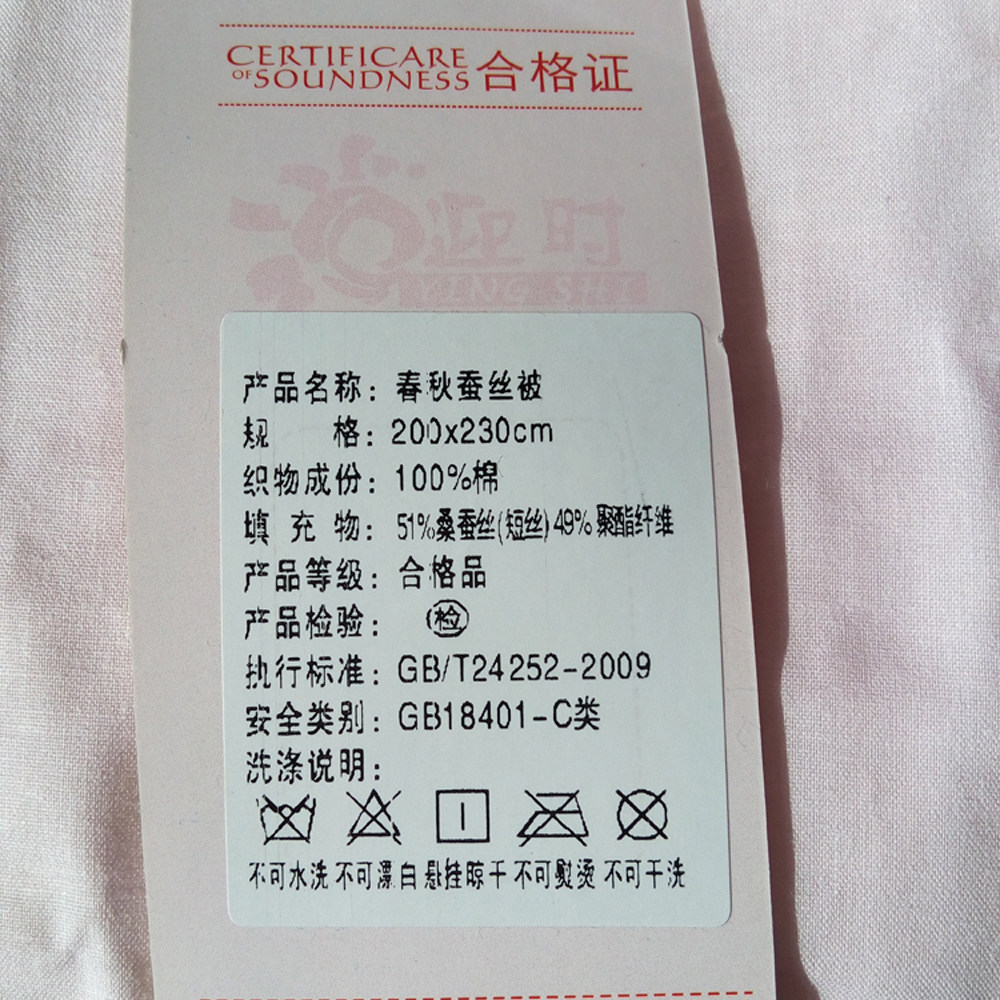 CERTIFICARE
OF SOUNDNESS 合格证
迎时
YING SHI
产品名称：春秋蚕丝被
规 格：200x230cm
织物成份：100%棉
填 充 物：51%桑蚕丝(短丝)49%聚酯纤维
产品等级：合格品
产品检验：检
执行标准：GB/T24252-2009
安全类别：GB18401-C类
洗涤说明：
不可水洗 不可漂白 悬挂晾干 不可熨烫 不可干洗